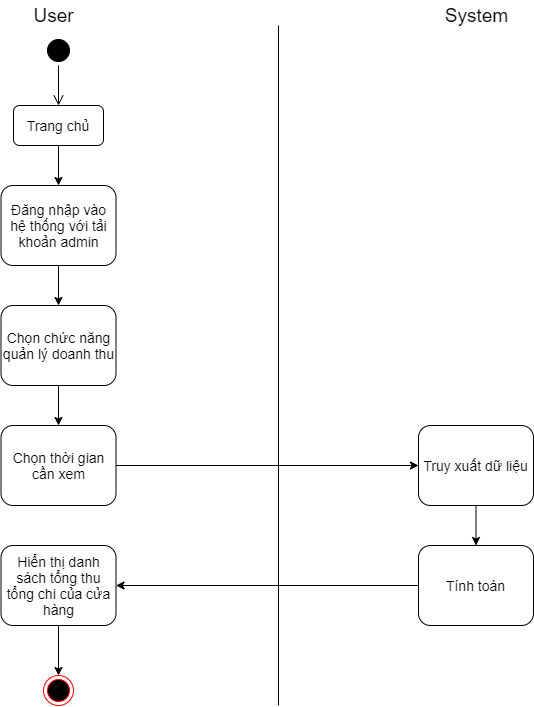 User
System
Trang chủ
Đăng nhập vào
hệ thống với tải
khoản admin
Chọn chức năng
quản lý doanh thu
Chọn thời gian
cần xem
Truy xuất dữ liệu
Hiển thị danh
sách tổng thu
tổng chi của cửa
hàng
Tính toán